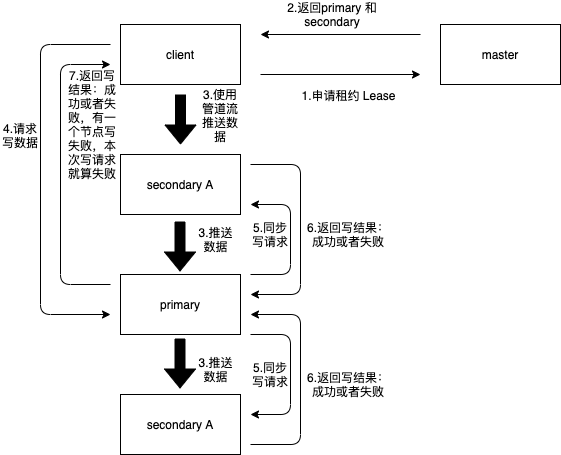 2.返回primary 和
secondary
client
master
1.申请租约 Lease
7.返回写
结果：成
功或者失
败，有一
个节点写
失败，本
次写请求
就算失败
3.使用
管道流
推送数
据
4.请求
写数据
secondary A
3.推送
数据
5.同步
写请求
6.返回写结果：
成功或者失败
primary
3.推送
数据
5.同步
写请求
6.返回写结果：
成功或者失败
secondary A